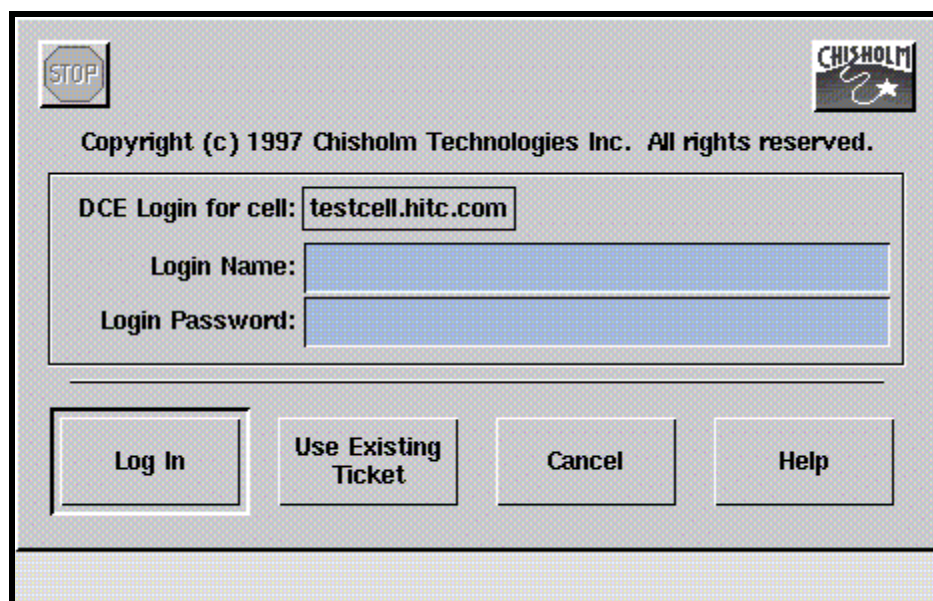 STOP
CHISHOLM
Copyright (c) 1997 Chisholm Technologies Inc. All rights reserved.
DCE Login for cell: testcell.hitc.com
Login Name:
Login Password:
Log In
Use Existing
Ticket
Cancel
Help